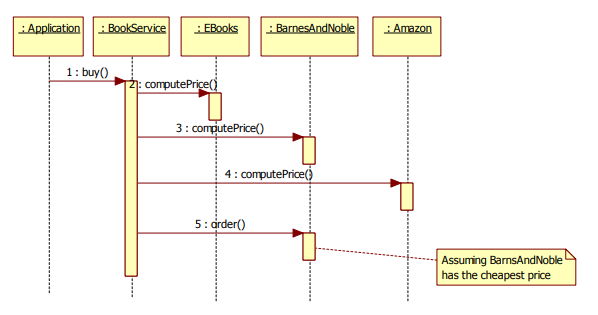 : Application
: BookService
: EBooks
: BarnesAndNoble
: Amazon
1 : buy()
2 : computePrice()
3 : computePrice()
4 : computePrice()
5 : order()
Assuming BarnsAndNoble
has the cheapest price